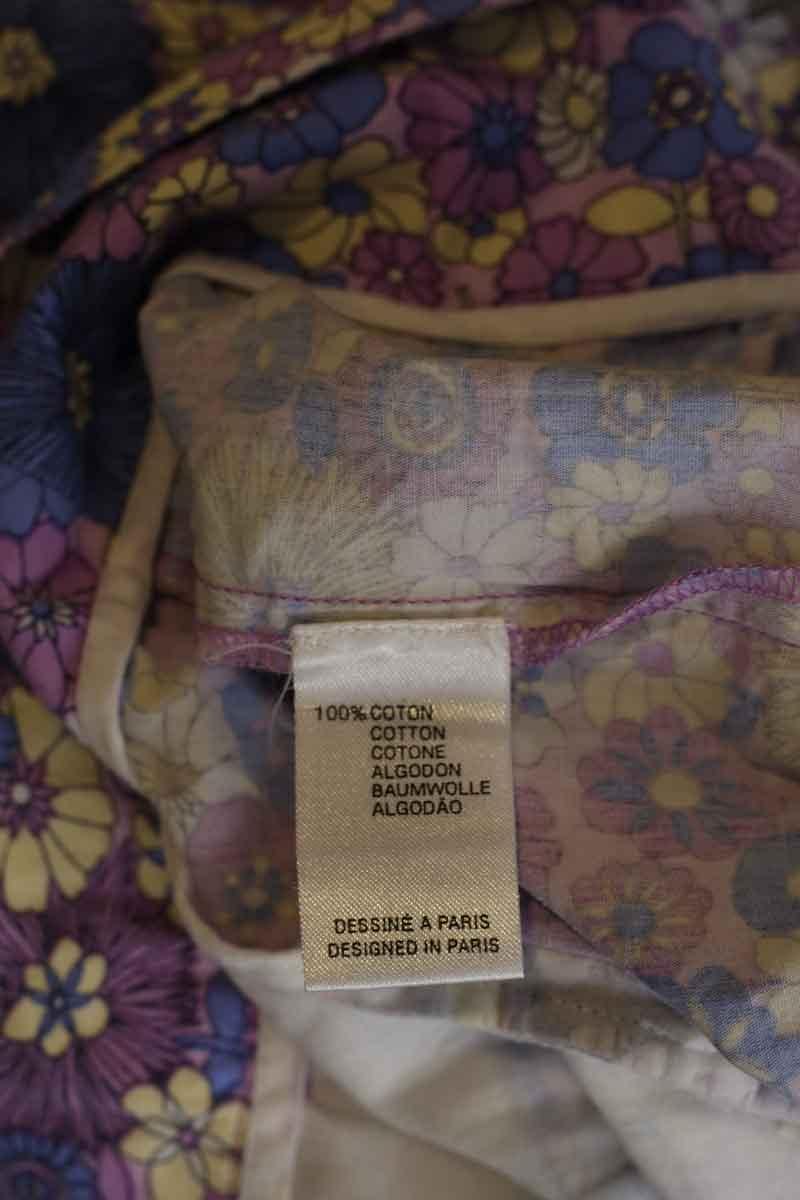 100% COTON
COTTON
COTONE
ALGODON
BAUMWOLLE
ALGODÃO
DESSINÉ A PARIS
DESIGNED IN PARIS